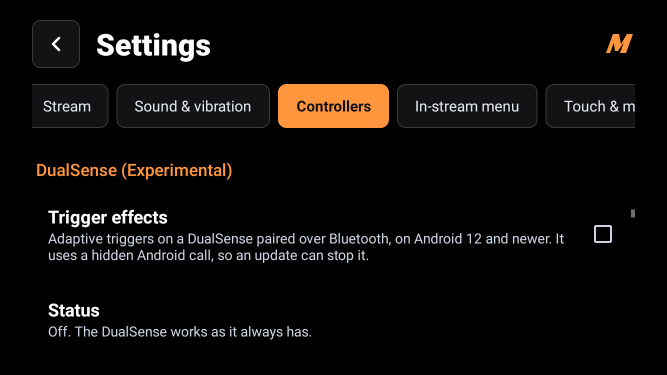 Settings
M
Stream
Sound & vibration
Controllers
In-stream menu
Touch & m
DualSense (Experimental)
Trigger effects
Adaptive triggers on a DualSense paired over Bluetooth, on Android 12 and newer. It
uses a hidden Android call, so an update can stop it.
Status
Off. The DualSense works as it always has.